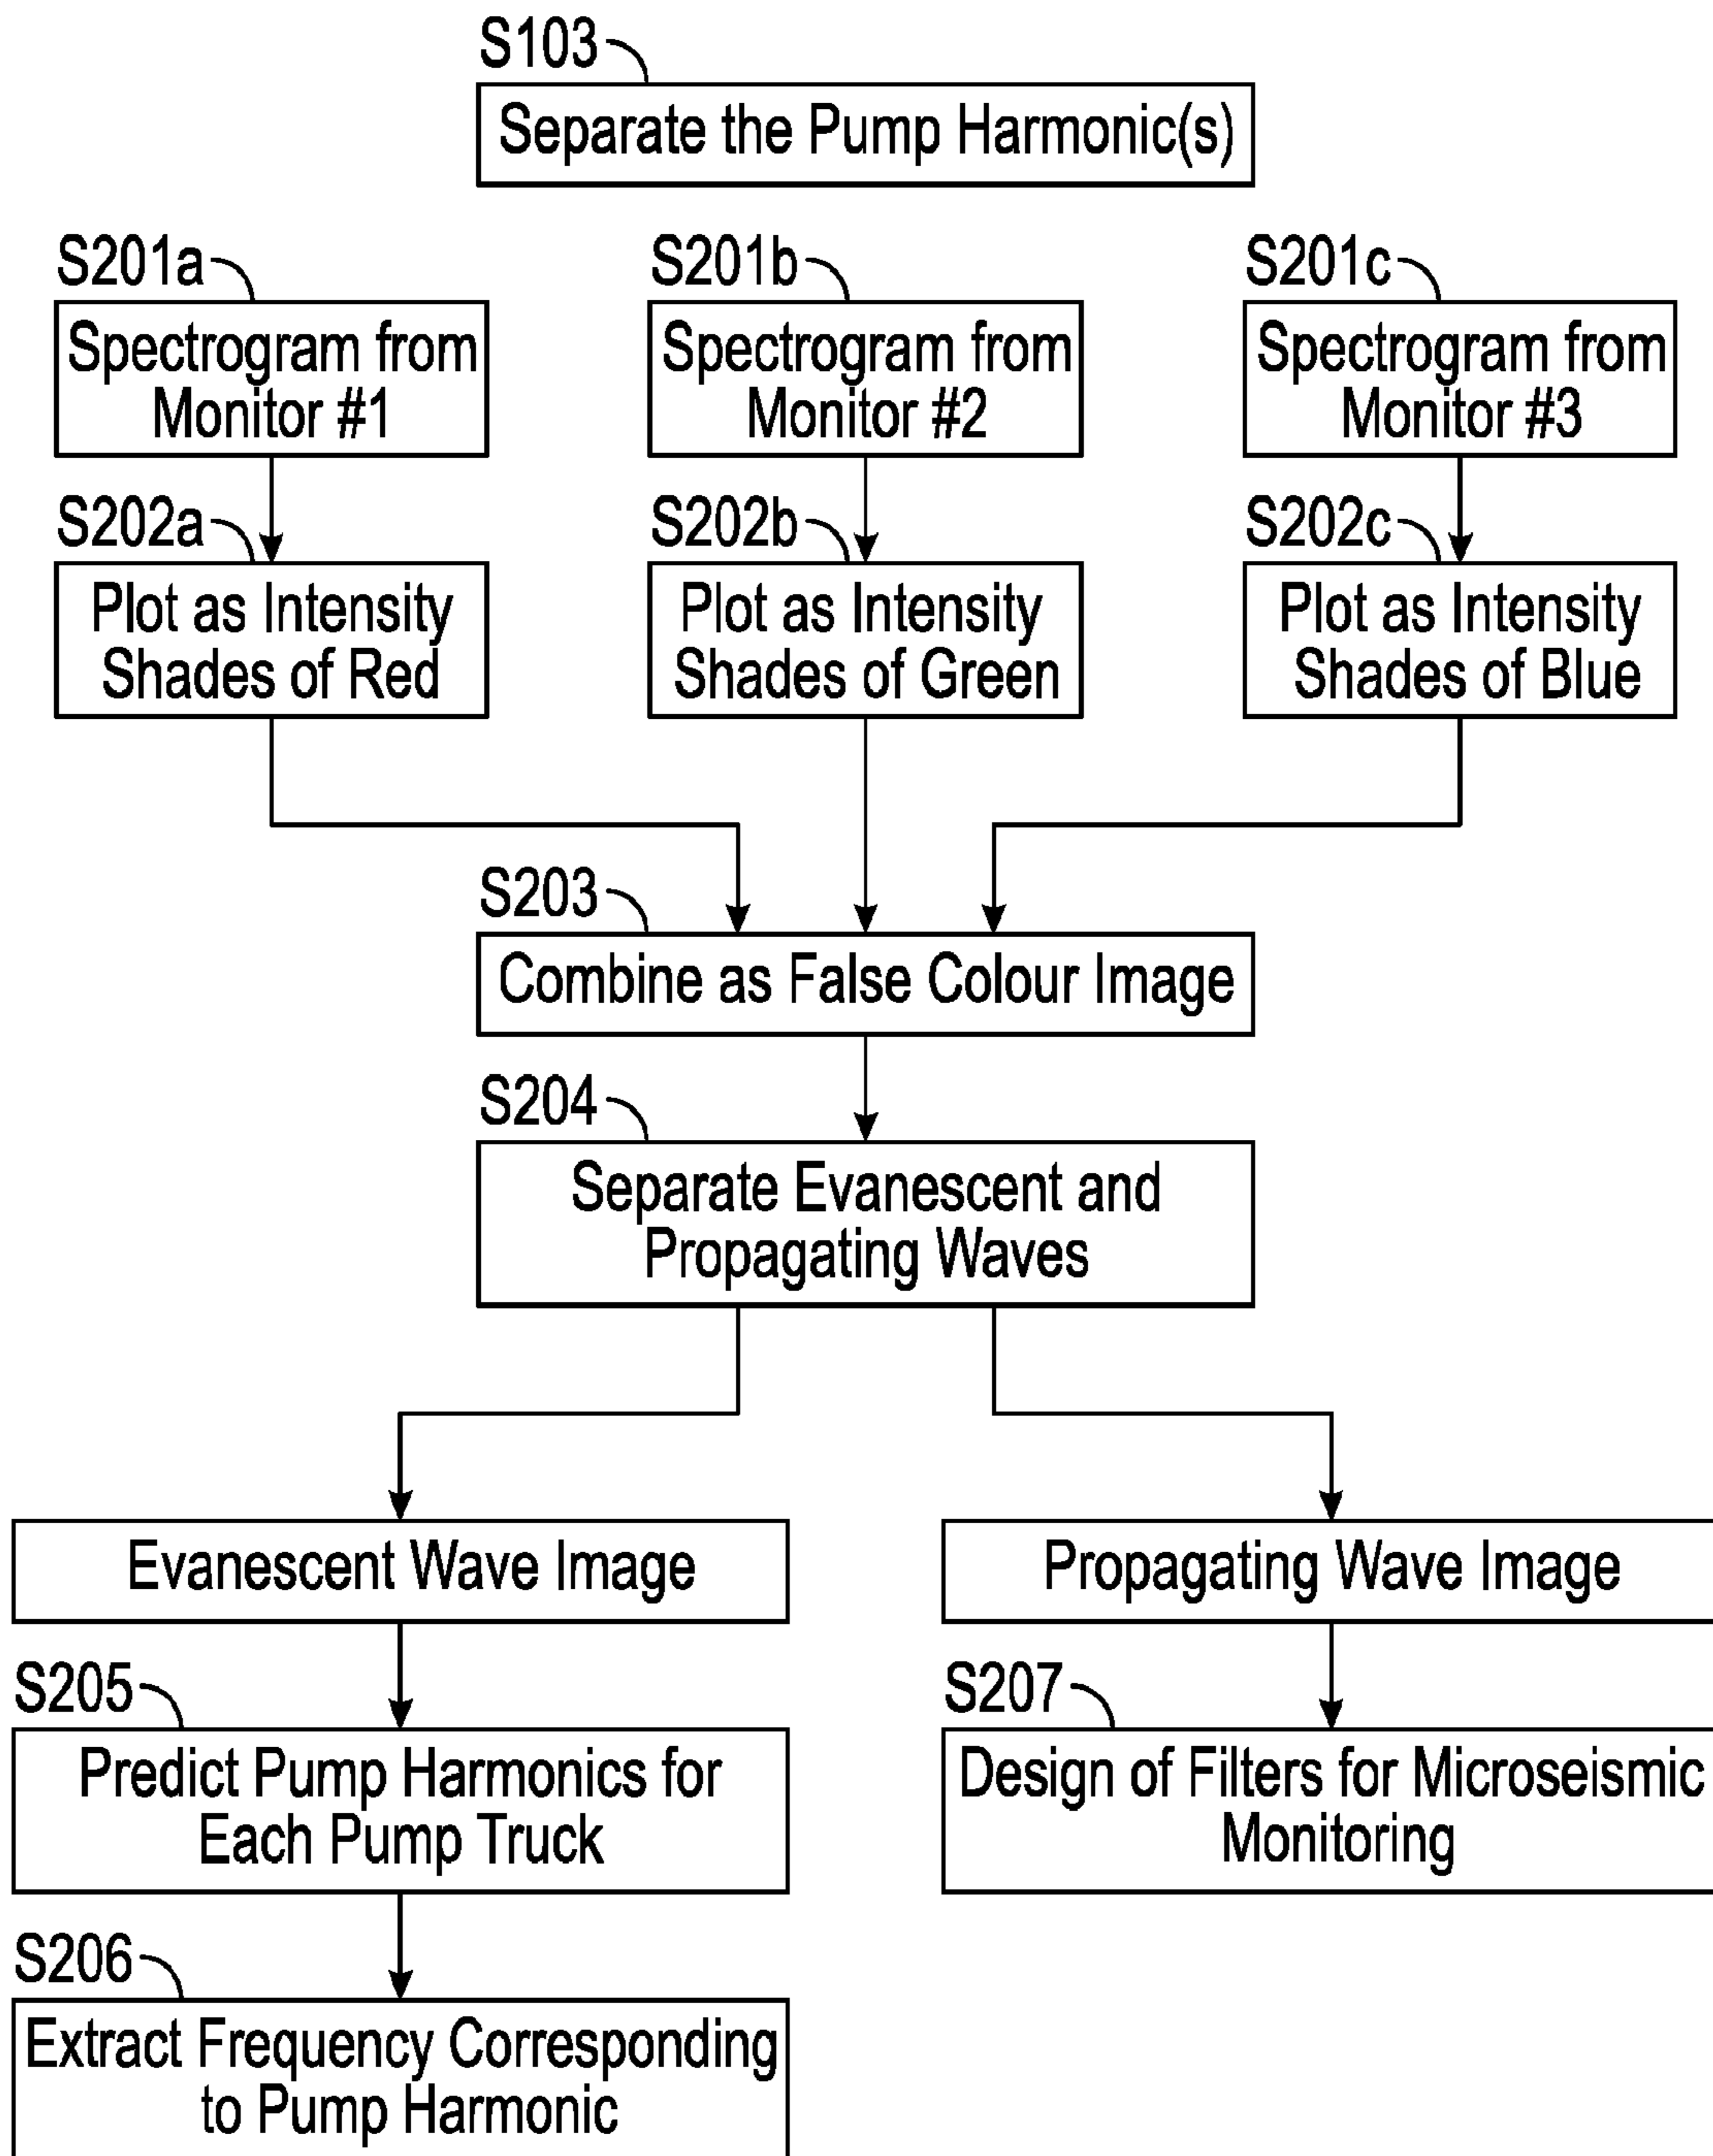 S103
Separate the Pump Harmonic(s)
S201a
Spectrogram from
Monitor #1
S201b
Spectrogram from
Monitor #2
S201c
Spectrogram from
Monitor #3
S202a
Plot as Intensity
Shades of Red
S202b
Plot as Intensity
Shades of Green
S202c
Plot as Intensity
Shades of Blue
S203
Combine as False Colour Image
S204
Separate Evanescent and
Propagating Waves
Evanescent Wave Image
Propagating Wave Image
S205
Predict Pump Harmonics for
Each Pump Truck
S207
Design of Filters for Microseismic
Monitoring
S206
Extract Frequency Corresponding
to Pump Harmonic